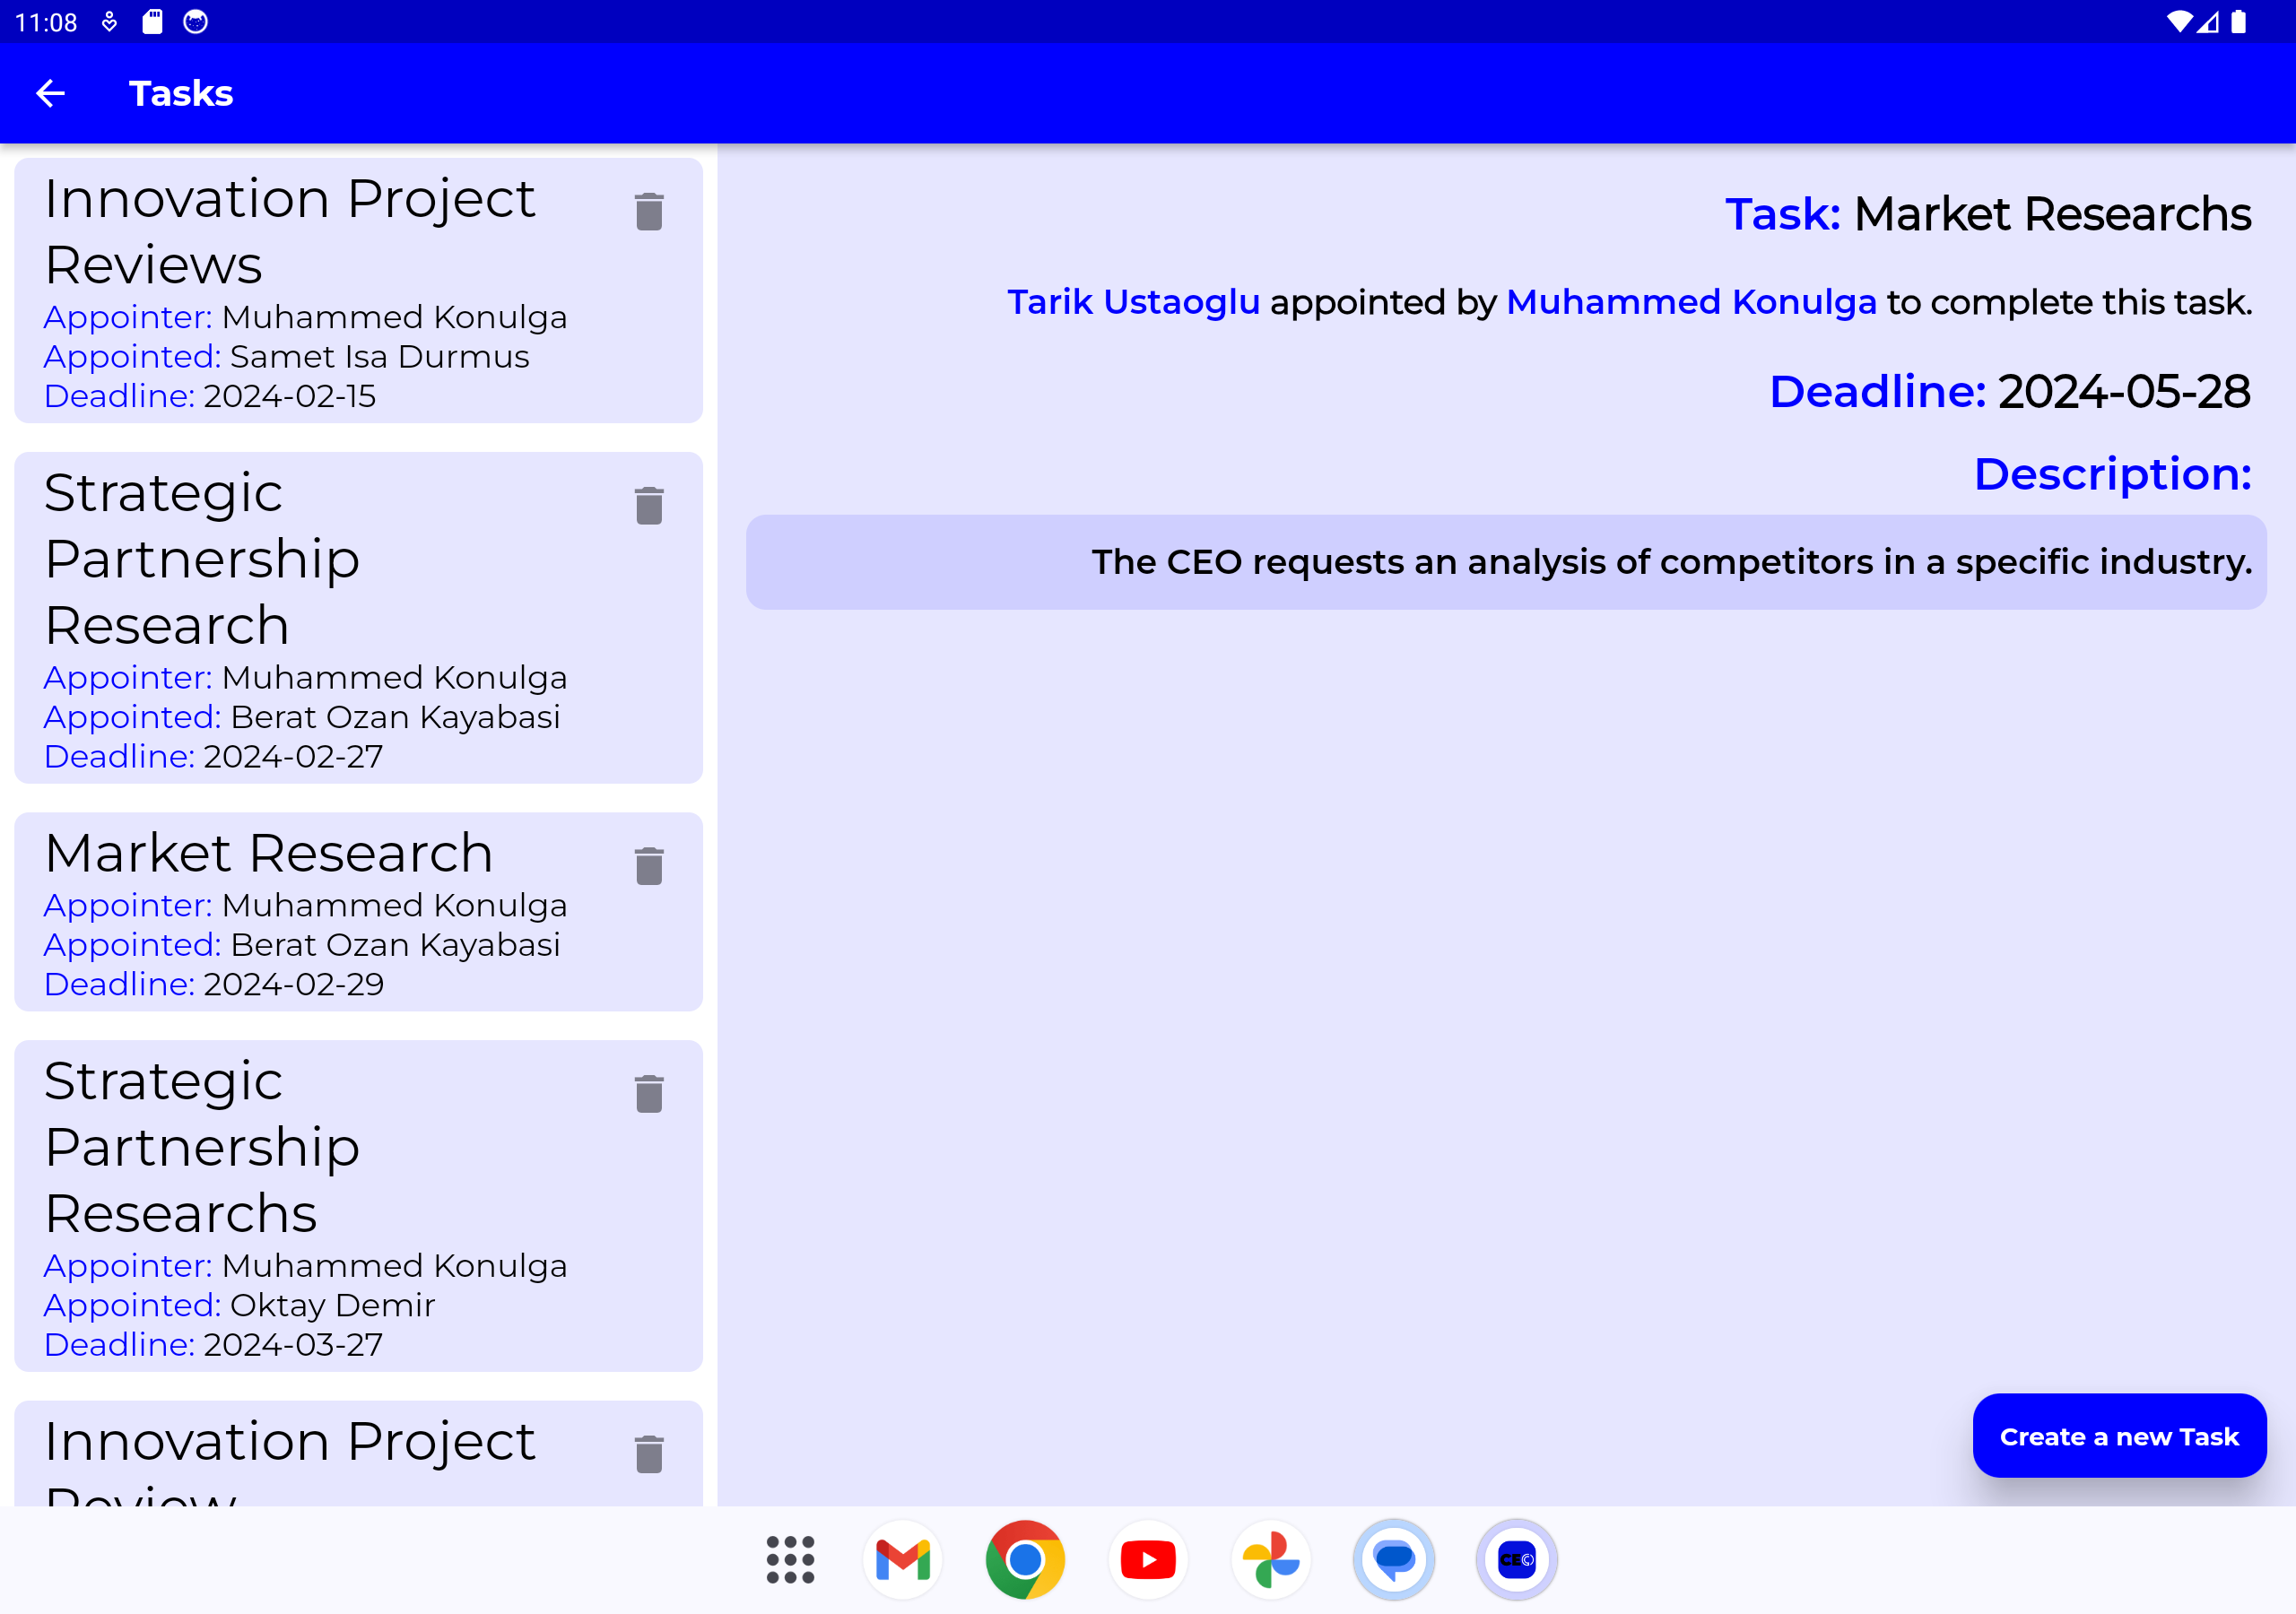 11:08
Tasks
Innovation Project
Reviews
Appointer: Muhammed Konulga
Appointed: Samet Isa Durmus
Deadline: 2024-02-15
Strategic
Partnership
Research
Appointer: Muhammed Konulga
Appointed: Berat Ozan Kayabasi
Deadline: 2024-02-27
Market Research
Appointer: Muhammed Konulga
Appointed: Berat Ozan Kayabasi
Deadline: 2024-02-29
Strategic
Partnership
Researchs
Appointer: Muhammed Konulga
Appointed: Oktay Demir
Deadline: 2024-03-27
Innovation Project
Review
Task: Market Researchs
Tarik Ustaoglu appointed by Muhammed Konulga to complete this task.
Deadline: 2024-05-28
Description:
The CEO requests an analysis of competitors in a specific industry.
Create a new Task
CEO